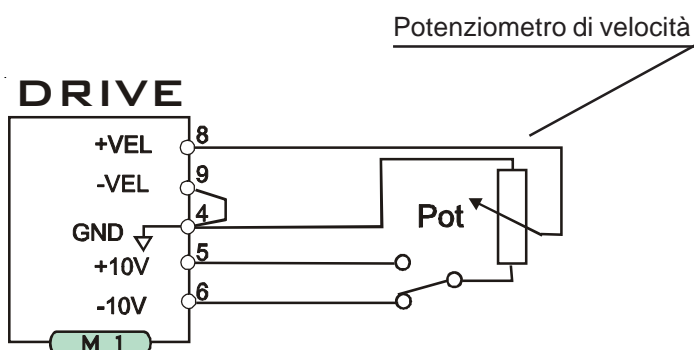 Potenziometro di velocità
DRIVE
+VEL 8
-VEL 9
GND 4
Pot
+10V 5
-10V 6
M 1